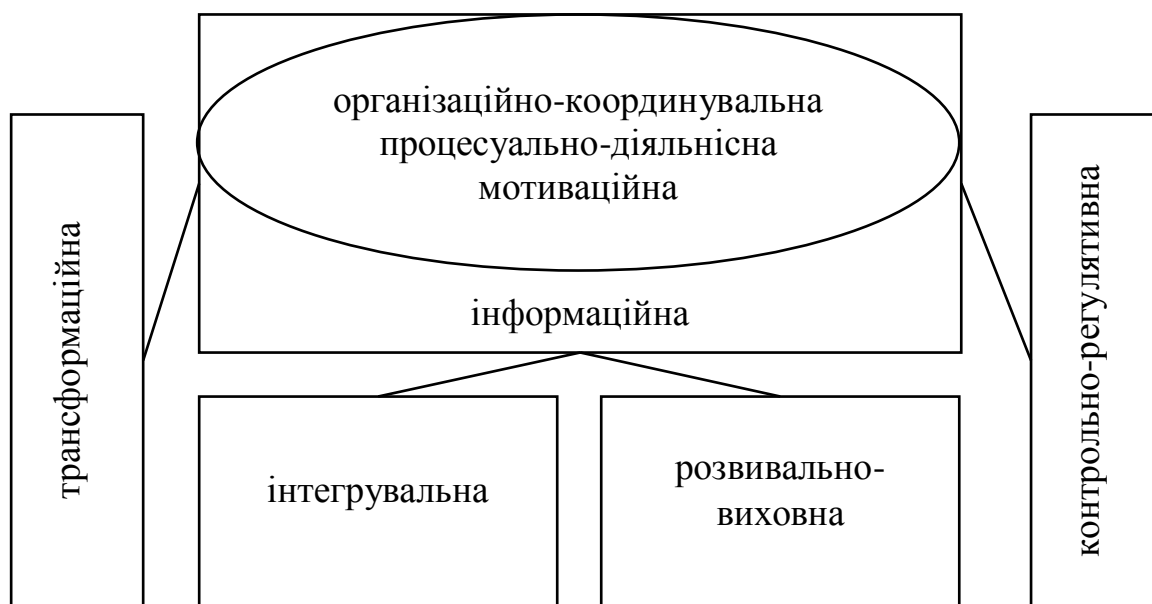 організаційно-координувальна
процесуально-діяльнісна
мотиваційна
інформаційна
трансформаційна
контрольно-регулятивна
інтегрувальна
розвивально-
виховна